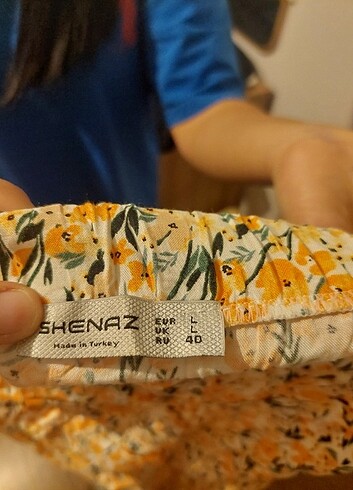 SHENAZ
Made in Turkey
EUR L
UK L
RU 40